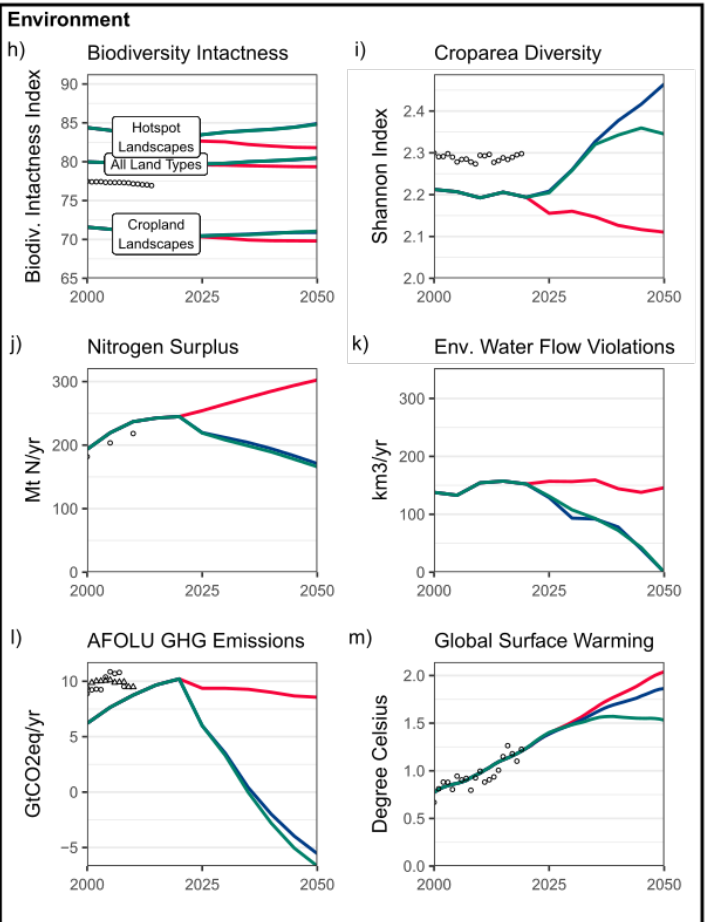 Environment
h) Biodiversity Intactness
Biodiv. Intactness Index
90
85
80
75
70
65
Hotspot
Landscapes
All Land Types
Cropland
Landscapes
2000 2025 2050
i) Croparea Diversity
Shannon Index
2.4
2.3
2.2
2.1
2.0
2000 2025 2050
j) Nitrogen Surplus
Mt N/yr
300
200
100
0
2000 2025 2050
k) Env. Water Flow Violations
km3/yr
300
200
100
0
2000 2025 2050
l) AFOLU GHG Emissions
GtCO2eq/yr
10
5
0
−5
2000 2025 2050
m) Global Surface Warming
Degree Celsius
2.0
1.5
1.0
0.5
0.0
2000 2025 2050